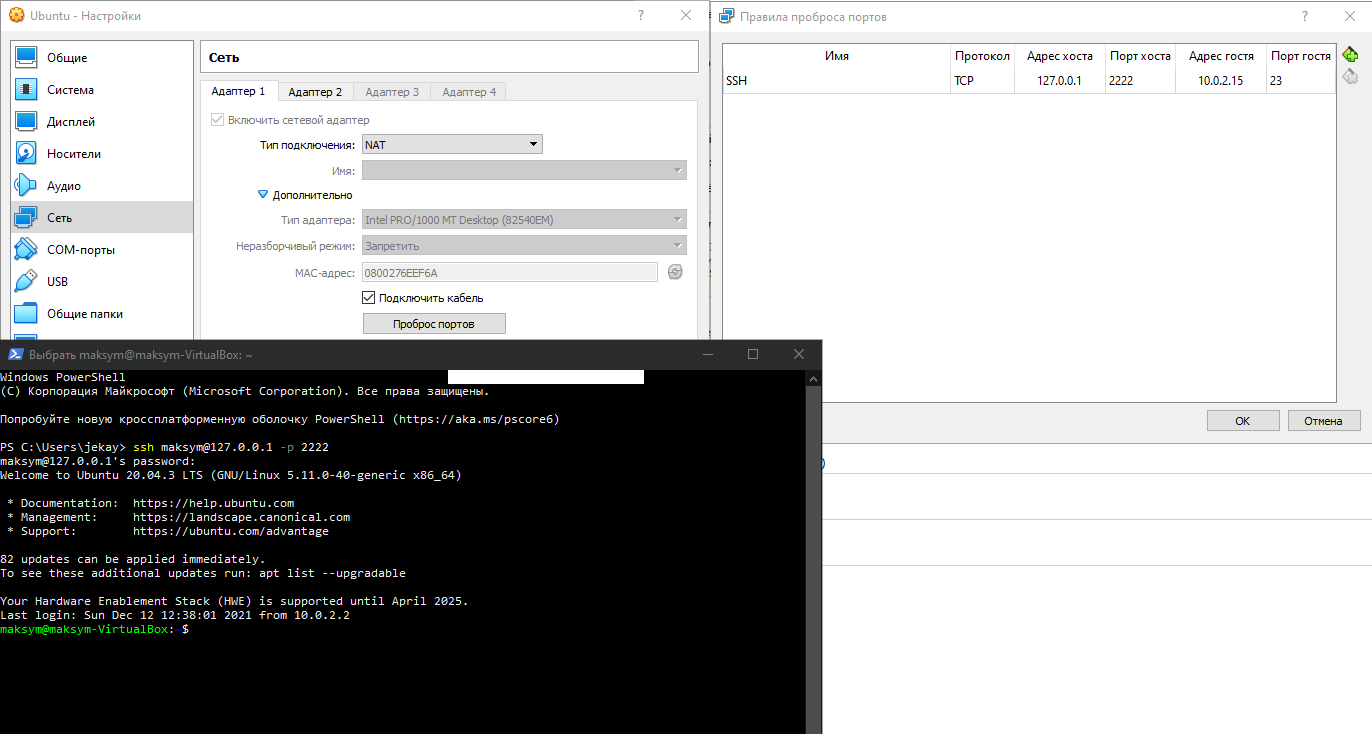 Ubuntu - Настройки
?
Общие
Система
Дисплей
Носители
Аудио
Сеть
COM-порты
USB
Общие папки
Сеть
Адаптер 1 Адаптер 2 Адаптер 3 Адаптер 4
Включить сетевой адаптер
Тип подключения: NAT
Имя:
Дополнительно
Тип адаптера: Intel PRO/1000 MT Desktop (82540EM)
Неразборчивый режим: Запретить
MAC-адрес: 0800276EEF6A
Подключить кабель
Проброс портов
Правила проброса портов
?
Имя Протокол Адрес хоста Порт хоста Адрес гостя Порт гостя
SSH TCP 127.0.0.1 2222 10.0.2.15 23
OK Отмена
Выбрать maksym@maksym-VirtualBox: ~
Windows PowerShell
(C) Корпорация Майкрософт (Microsoft Corporation). Все права защищены.
Попробуйте новую кроссплатформенную оболочку PowerShell (https://aka.ms/pscore6)
PS C:\Users\jekay> ssh maksym@127.0.0.1 -p 2222
maksym@127.0.0.1's password:
Welcome to Ubuntu 20.04.3 LTS (GNU/Linux 5.11.0-40-generic x86_64)
* Documentation: https://help.ubuntu.com
* Management: https://landscape.canonical.com
* Support: https://ubuntu.com/advantage
82 updates can be applied immediately.
To see these additional updates run: apt list --upgradable
Your Hardware Enablement Stack (HWE) is supported until April 2025.
Last login: Sun Dec 12 12:38:01 2021 from 10.0.2.2
maksym@maksym-VirtualBox:~$